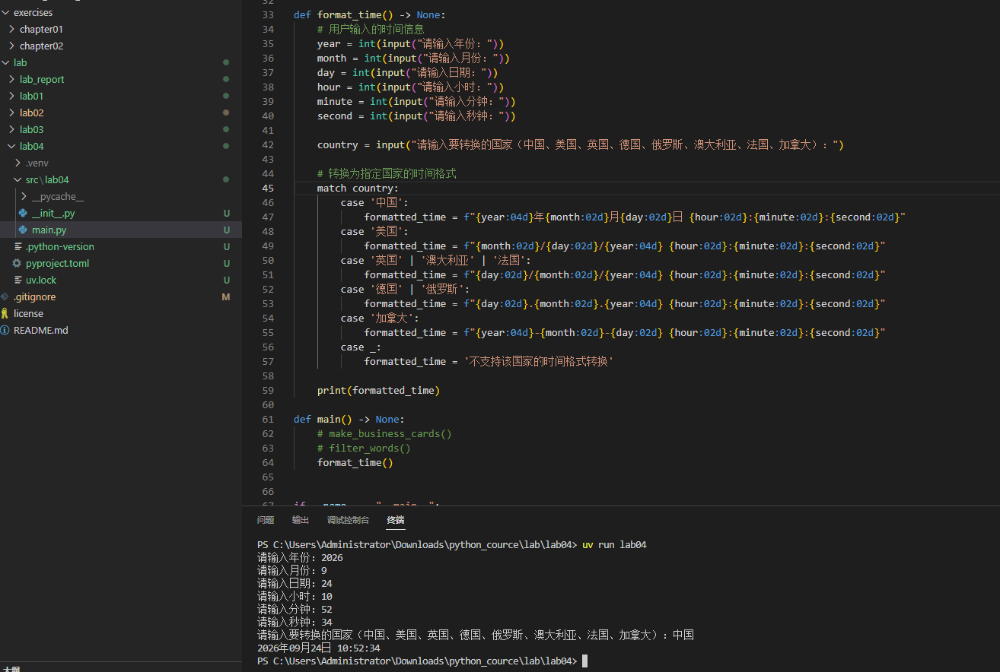 exercises
chapter01
chapter02
lab
lab_report
lab01
lab02
lab03
lab04
.venv
src\lab04
__pycache__
__init__.py U
main.py U
.python-version U
pyproject.toml U
uv.lock U
.gitignore M
license
README.md
32
33 def format_time() -> None:
34 # 用户输入的时间信息
35 year = int(input("请输入年份："))
36 month = int(input("请输入月份："))
37 day = int(input("请输入日期："))
38 hour = int(input("请输入小时："))
39 minute = int(input("请输入分钟："))
40 second = int(input("请输入秒钟："))
41
42 country = input("请输入要转换的国家（中国、美国、英国、德国、俄罗斯、澳大利亚、法国、加拿大）：")
43
44 # 转换为指定国家的时间格式
45 match country:
46 case '中国':
47 formatted_time = f"{year:04d}年{month:02d}月{day:02d}日 {hour:02d}:{minute:02d}:{second:02d}"
48 case '美国':
49 formatted_time = f"{month:02d}/{day:02d}/{year:04d} {hour:02d}:{minute:02d}:{second:02d}"
50 case '英国' | '澳大利亚' | '法国':
51 formatted_time = f"{day:02d}/{month:02d}/{year:04d} {hour:02d}:{minute:02d}:{second:02d}"
52 case '德国' | '俄罗斯':
53 formatted_time = f"{day:02d}.{month:02d}.{year:04d} {hour:02d}:{minute:02d}:{second:02d}"
54 case '加拿大':
55 formatted_time = f"{year:04d}-{month:02d}-{day:02d} {hour:02d}:{minute:02d}:{second:02d}"
56 case _:
57 formatted_time = '不支持该国家的时间格式转换'
58
59 print(formatted_time)
60
61 def main() -> None:
62 # make_business_cards()
63 # filter_words()
64 format_time()
65
66
问题 输出 调试控制台 终端
PS C:\Users\Administrator\Downloads\python_cource\lab\lab04> uv run lab04
请输入年份：2026
请输入月份：9
请输入日期：24
请输入小时：10
请输入分钟：52
请输入秒钟：34
请输入要转换的国家（中国、美国、英国、德国、俄罗斯、澳大利亚、法国、加拿大）：中国
2026年09月24日 10:52:34
PS C:\Users\Administrator\Downloads\python_cource\lab\lab04>